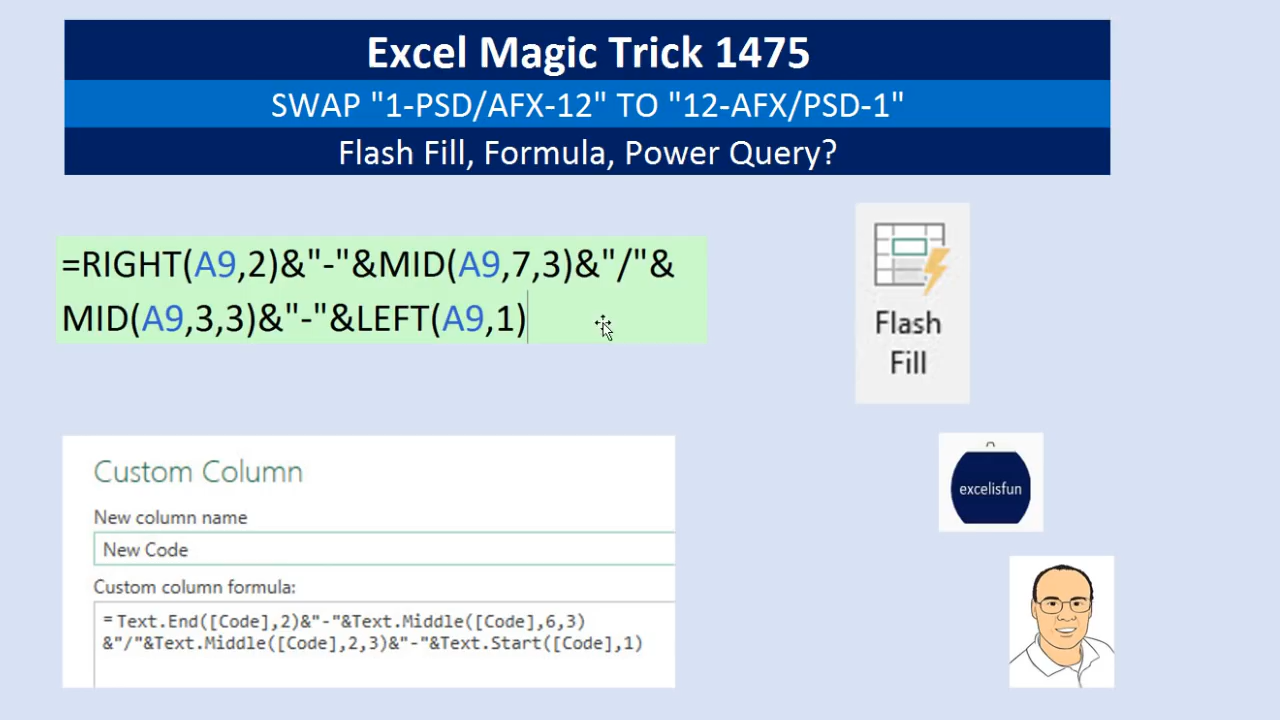 Excel Magic Trick 1475
SWAP "1-PSD/AFX-12" TO "12-AFX/PSD-1"
Flash Fill, Formula, Power Query?
=RIGHT(A9,2)&"-"&MID(A9,7,3)&"/"&
MID(A9,3,3)&"-"&LEFT(A9,1)
Flash
Fill
Custom Column
New column name
New Code
Custom column formula:
=Text.End([Code],2)&"-"&Text.Middle([Code],6,3)
&"/"&Text.Middle([Code],2,3)&"-"&Text.Start([Code],1)
excelisfun